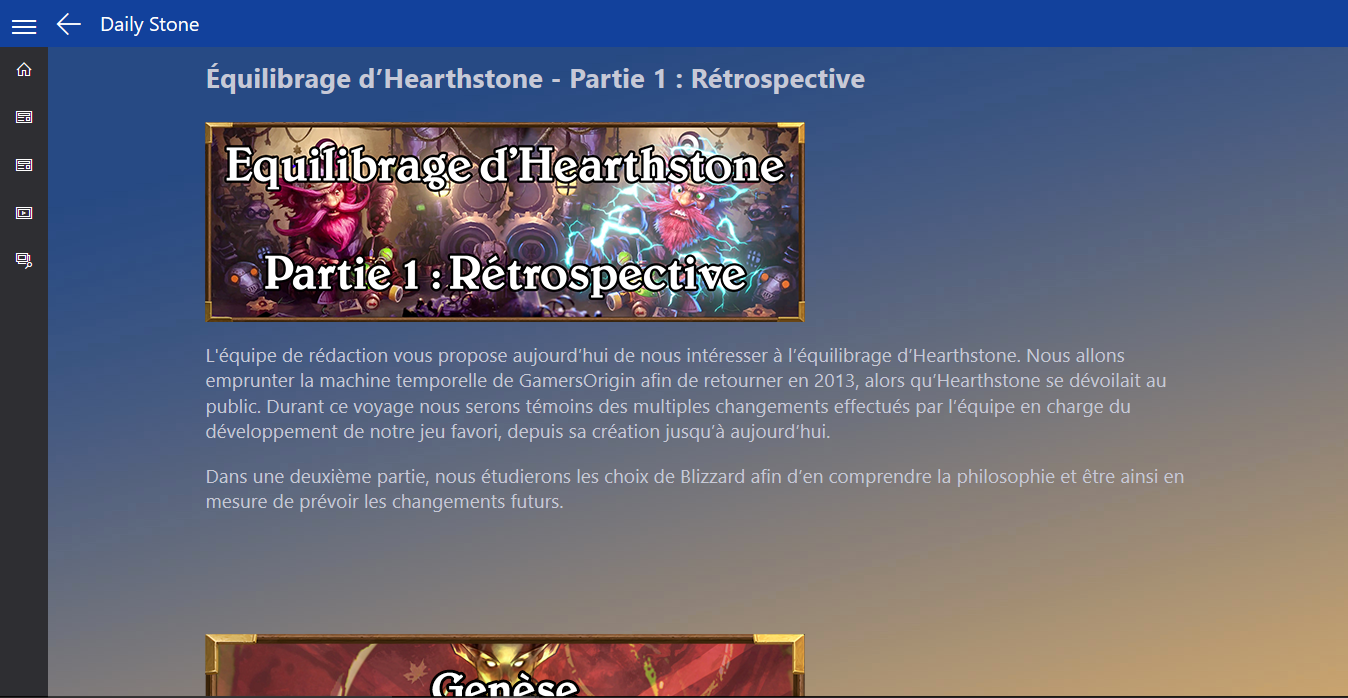 Daily Stone
Équilibrage d’Hearthstone - Partie 1 : Rétrospective
Equilibrage d’Hearthstone
Partie 1 : Rétrospective
L'équipe de rédaction vous propose aujourd’hui de nous intéresser à l’équilibrage d’Hearthstone. Nous allons
emprunter la machine temporelle de GamersOrigin afin de retourner en 2013, alors qu’Hearthstone se dévoilait au
public. Durant ce voyage nous serons témoins des multiples changements effectués par l’équipe en charge du
développement de notre jeu favori, depuis sa création jusqu’à aujourd’hui.
Dans une deuxième partie, nous étudierons les choix de Blizzard afin d’en comprendre la philosophie et être ainsi en
mesure de prévoir les changements futurs.
Genèse